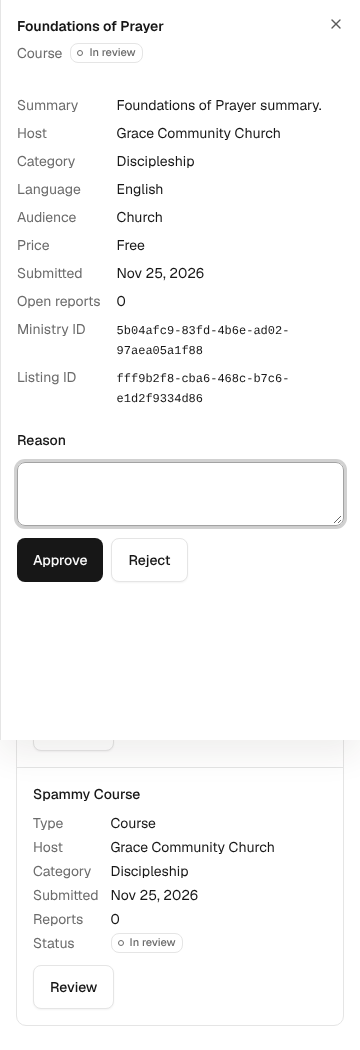 Foundations of Prayer
Course In review
Summary Foundations of Prayer summary.
Host Grace Community Church
Category Discipleship
Language English
Audience Church
Price Free
Submitted Nov 25, 2026
Open reports 0
Ministry ID 5b04afc9-83fd-4b6e-ad02-
97aea05a1f88
Listing ID fff9b2f8-cba6-468c-b7c6-
e1d2f9334d86
Reason
Approve Reject
Spammy Course
Type Course
Host Grace Community Church
Category Discipleship
Submitted Nov 25, 2026
Reports 0
Status In review
Review